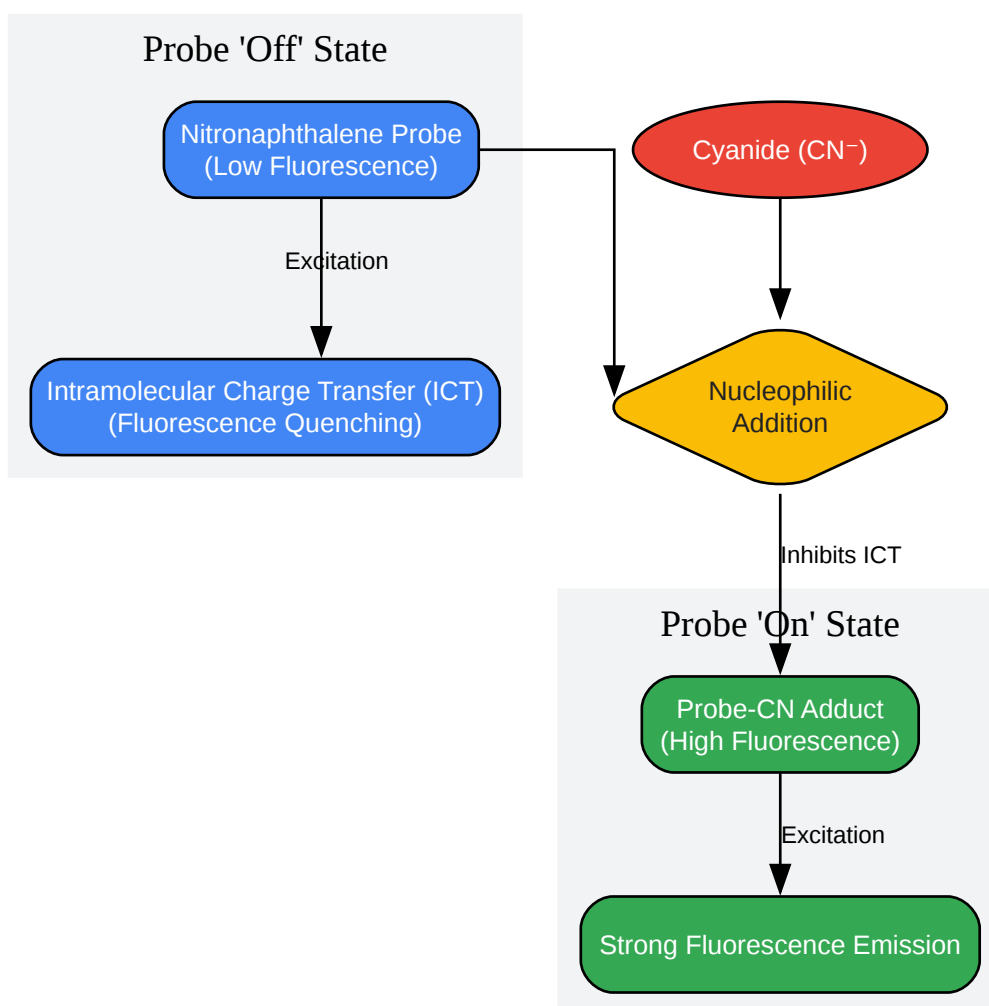 Probe 'Off' State
Nitronaphthalene Probe
(Low Fluorescence)
Cyanide (CN⁻)
Excitation
Intramolecular Charge Transfer (ICT)
(Fluorescence Quenching)
Nucleophilic
Addition
Inhibits ICT
Probe 'On' State
Probe-CN Adduct
(High Fluorescence)
Excitation
Strong Fluorescence Emission